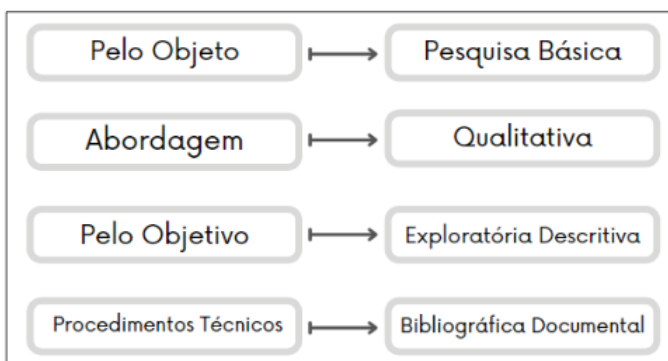 Pelo Objeto
Pesquisa Básica
Abordagem
Qualitativa
Pelo Objetivo
Exploratória Descritiva
Procedimentos Técnicos
Bibliográfica Documental